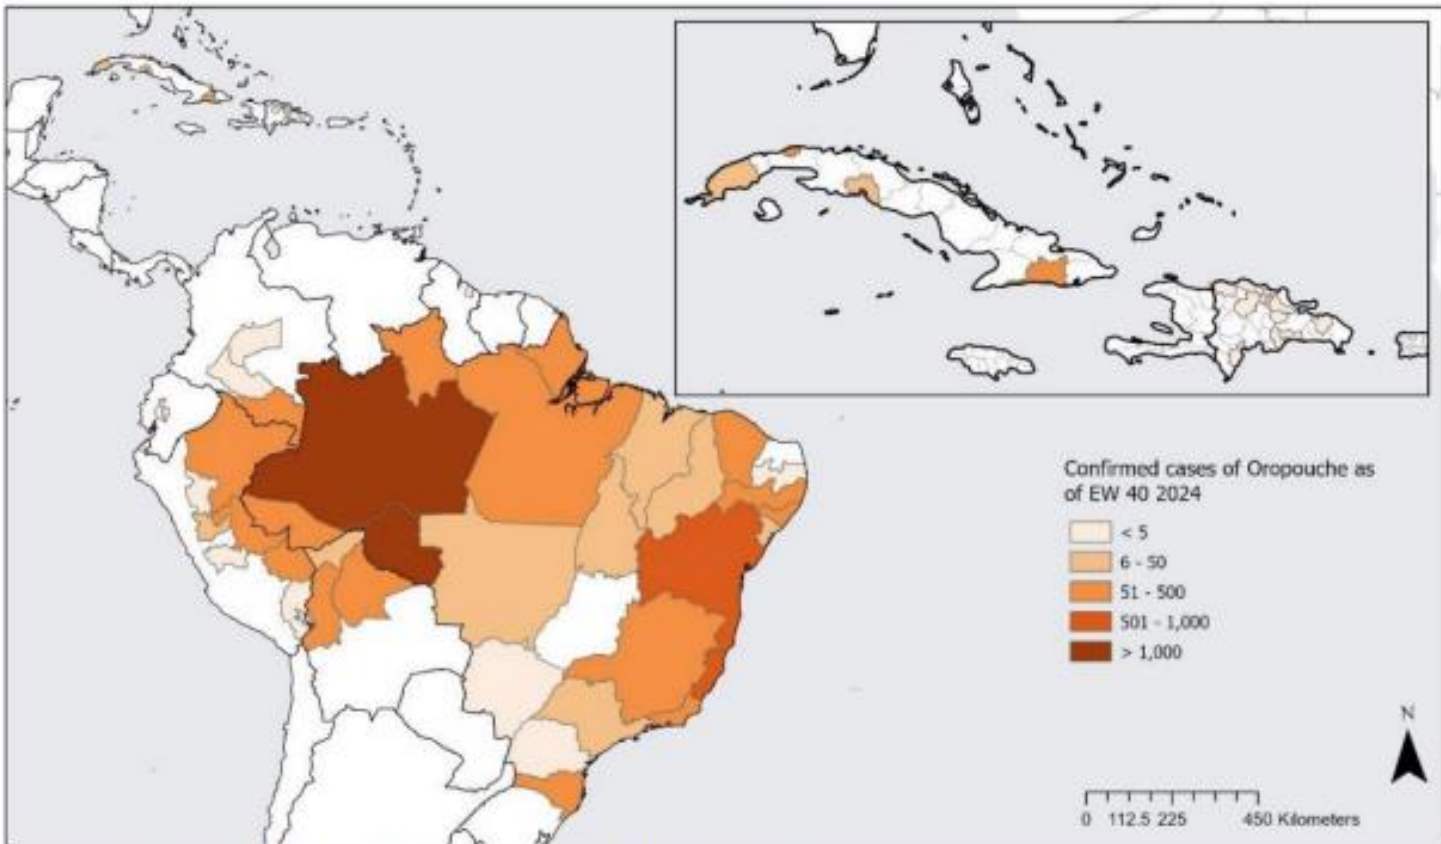 Confirmed cases of Oropouche as
of EW 40 2024
< 5
6 - 50
51 - 500
501 - 1,000
> 1,000
N
0 112.5 225 450 Kilometers